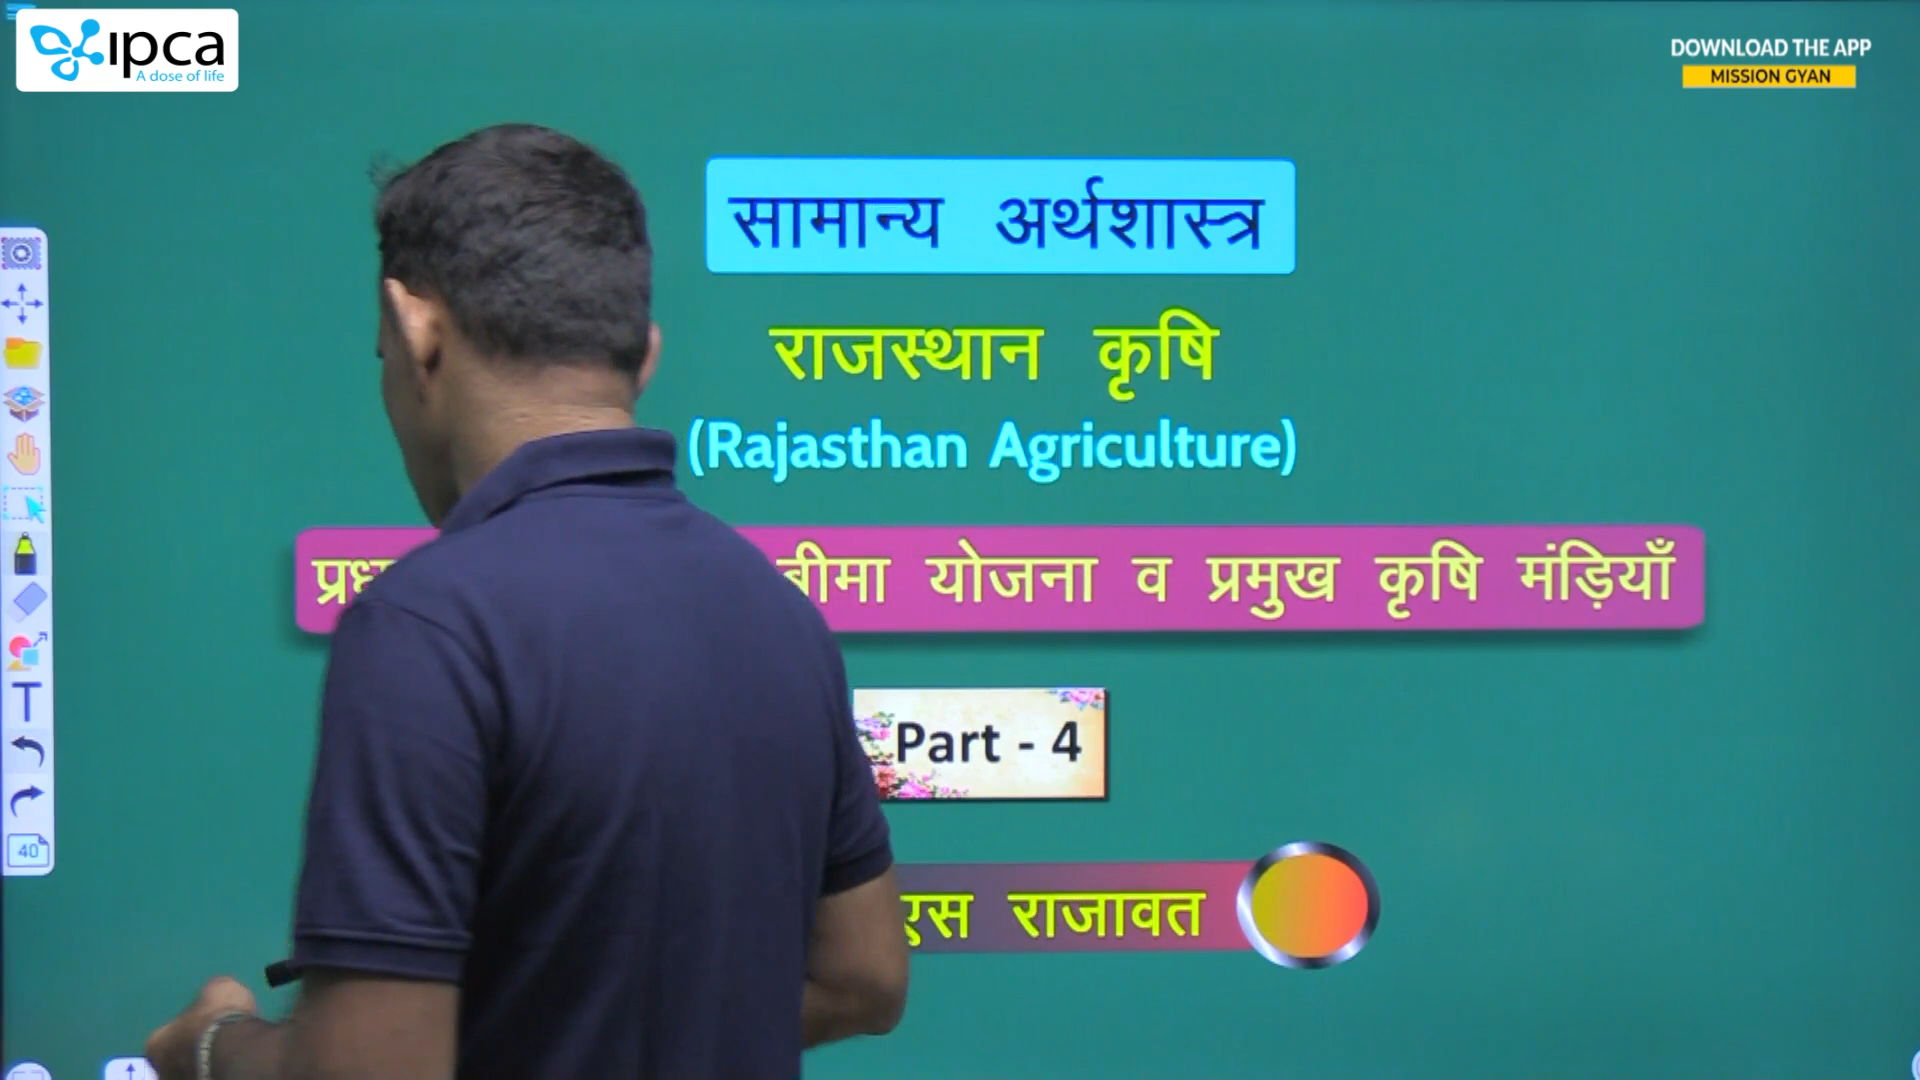 ipca
A dose of life
DOWNLOAD THE APP
MISSION GYAN
सामान्य अर्थशास्त्र
राजस्थान कृषि
(Rajasthan Agriculture)
बीमा योजना व प्रमुख कृषि मंड़ियाँ
Part - 4
एस राजावत
T
40